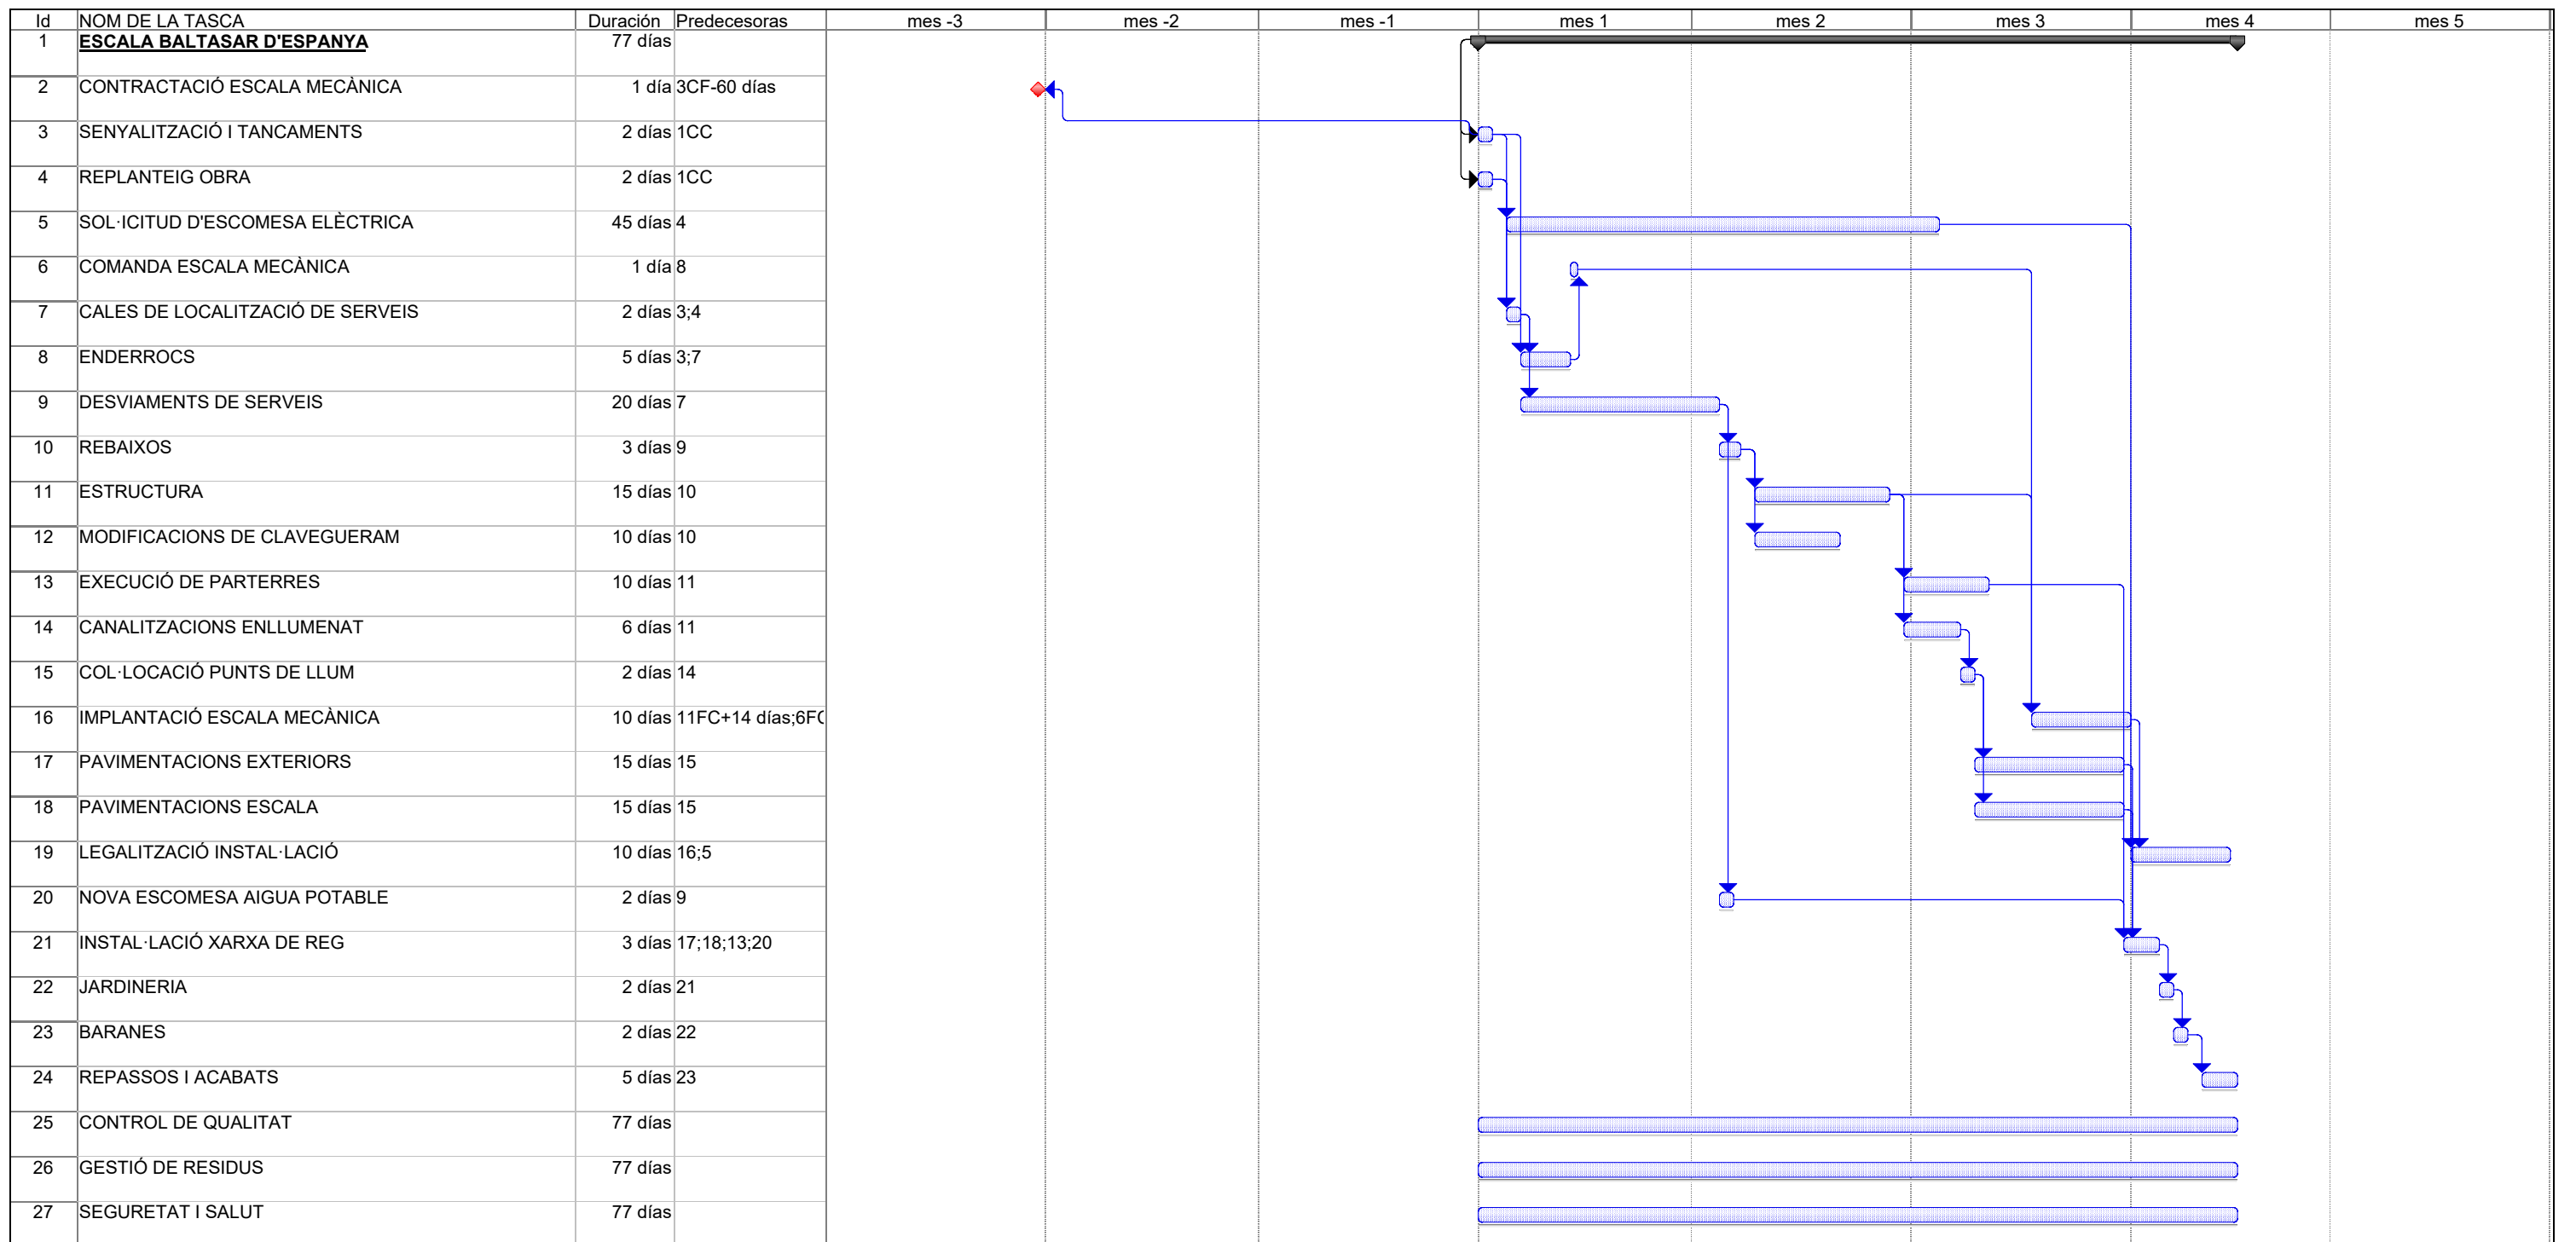 Id NOM DE LA TASCA Duración Predecesoras mes -3 mes -2 mes -1 mes 1 mes 2 mes 3 mes 4 mes 5
1 ESCALA BALTASAR D'ESPANYA 77 días
2 CONTRACTACIÓ ESCALA MECÀNICA 1 día 3CF-60 días
3 SENYALITZACIÓ I TANCAMENTS 2 días 1CC
4 REPLANTEIG OBRA 2 días 1CC
5 SOL·ICITUD D'ESCOMESA ELÈCTRICA 45 días 4
6 COMANDA ESCALA MECÀNICA 1 día 8
7 CALES DE LOCALITZACIÓ DE SERVEIS 2 días 3;4
8 ENDERROCS 5 días 3;7
9 DESVIAMENTS DE SERVEIS 20 días 7
10 REBAIXOS 3 días 9
11 ESTRUCTURA 15 días 10
12 MODIFICACIONS DE CLAVEGUERAM 10 días 10
13 EXECUCIÓ DE PARTERRES 10 días 11
14 CANALITZACIONS ENLLUMENAT 6 días 11
15 COL·LOCACIÓ PUNTS DE LLUM 2 días 14
16 IMPLANTACIÓ ESCALA MECÀNICA 10 días 11FC+14 días;6F
17 PAVIMENTACIONS EXTERIORS 15 días 15
18 PAVIMENTACIONS ESCALA 15 días 15
19 LEGALITZACIÓ INSTAL·LACIÓ 10 días 16;5
20 NOVA ESCOMESA AIGUA POTABLE 2 días 9
21 INSTAL·LACIÓ XARXA DE REG 3 días 17;18;13;20
22 JARDINERIA 2 días 21
23 BARANES 2 días 22
24 REPASSOS I ACABATS 5 días 23
25 CONTROL DE QUALITAT 77 días
26 GESTIÓ DE RESIDUS 77 días
27 SEGURETAT I SALUT 77 días